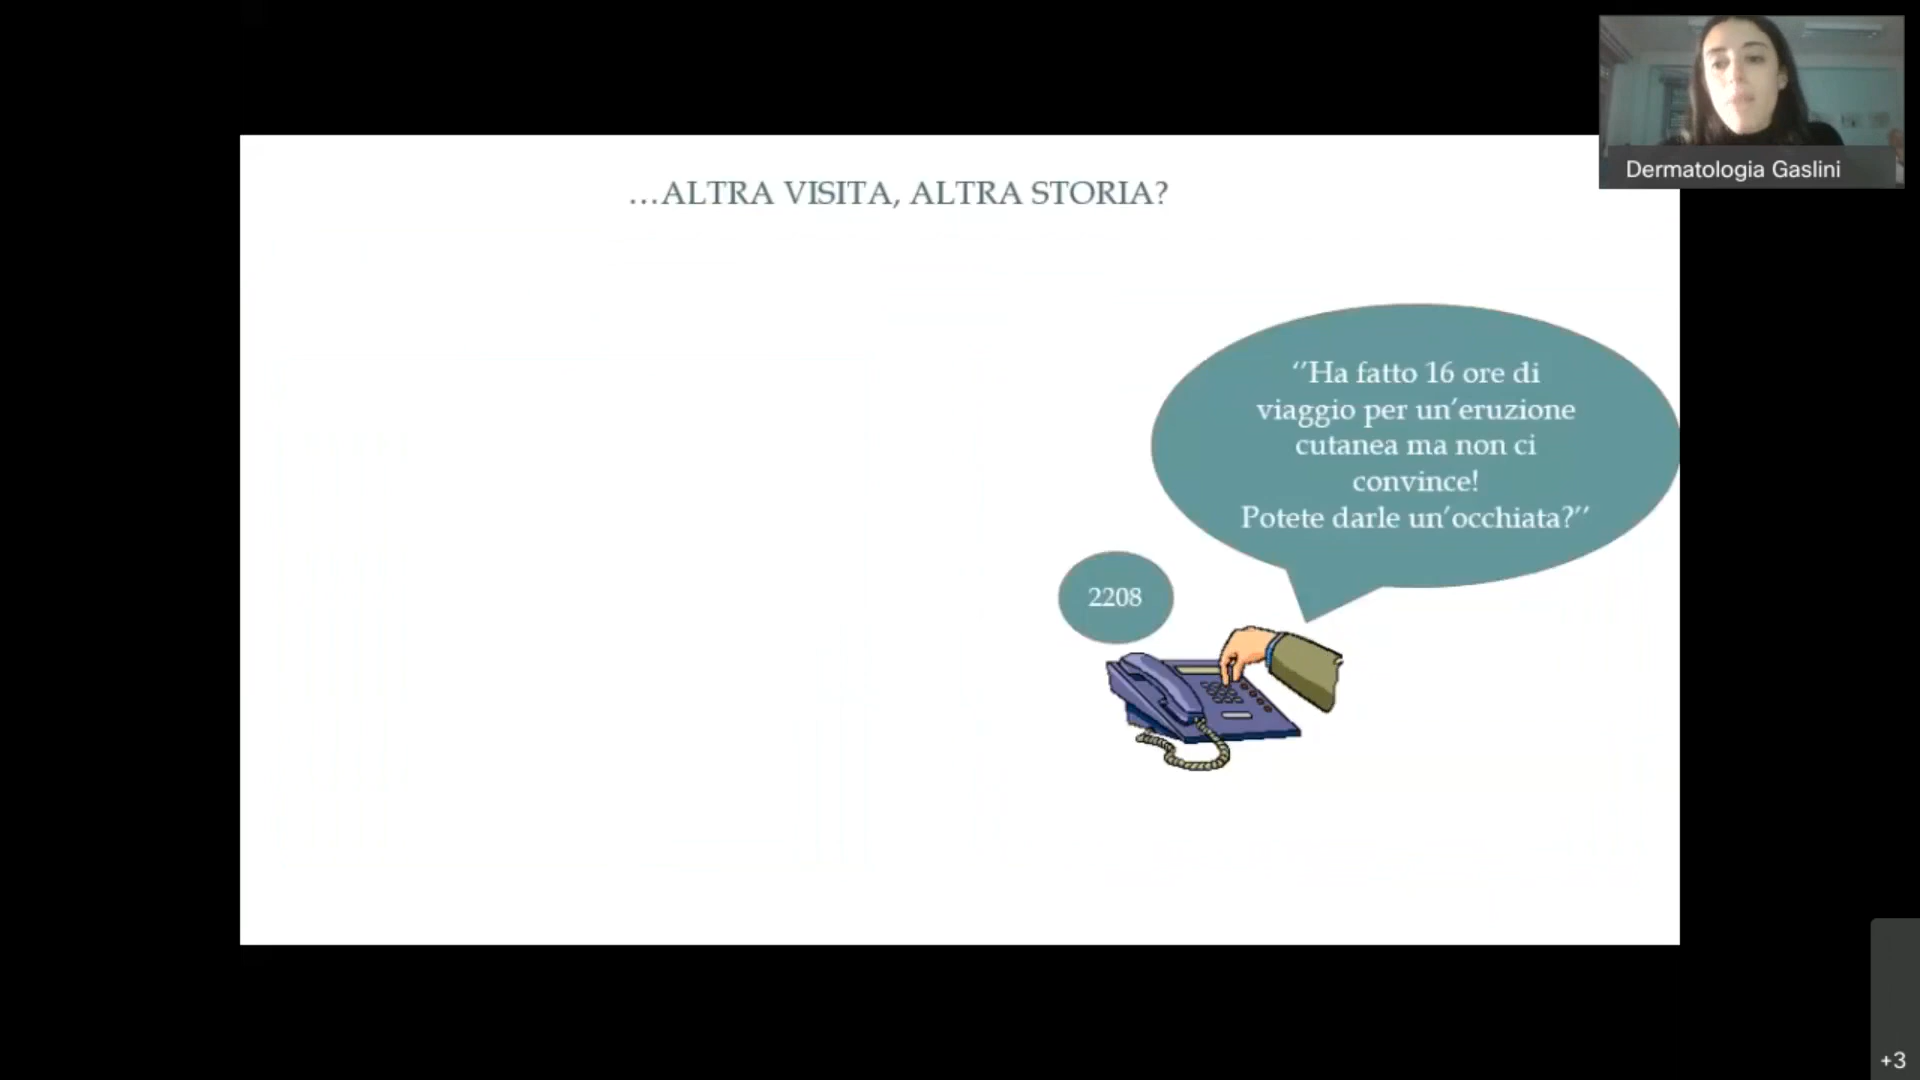 Dermatologia Gaslini
...ALTRA VISITA, ALTRA STORIA?
‘‘Ha fatto 16 ore di
viaggio per un’eruzione
cutanea ma non ci
convince!
Potete darle un’occhiata?’’
2208
+3